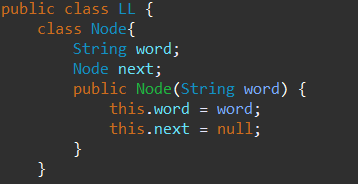 public class LL {
    class Node{
        String word;
        Node next;
        public Node(String word) {
            this.word = word;
            this.next = null;
        }
    }